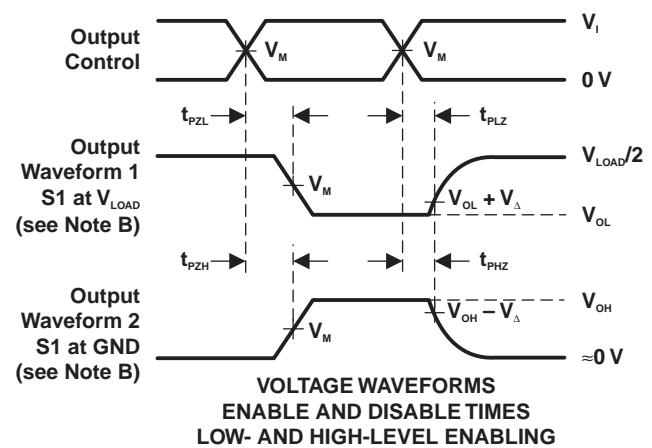 Output
Control
V_M
V_M
V_I
0 V
t_PZL
t_PLZ
Output
Waveform 1
S1 at V_LOAD
(see Note B)
V_M
V_OL + V_Δ
V_LOAD/2
V_OL
t_PZH
t_PHZ
Output
Waveform 2
S1 at GND
(see Note B)
V_M
V_OH − V_Δ
V_OH
≈0 V
VOLTAGE WAVEFORMS
ENABLE AND DISABLE TIMES
LOW- AND HIGH-LEVEL ENABLING